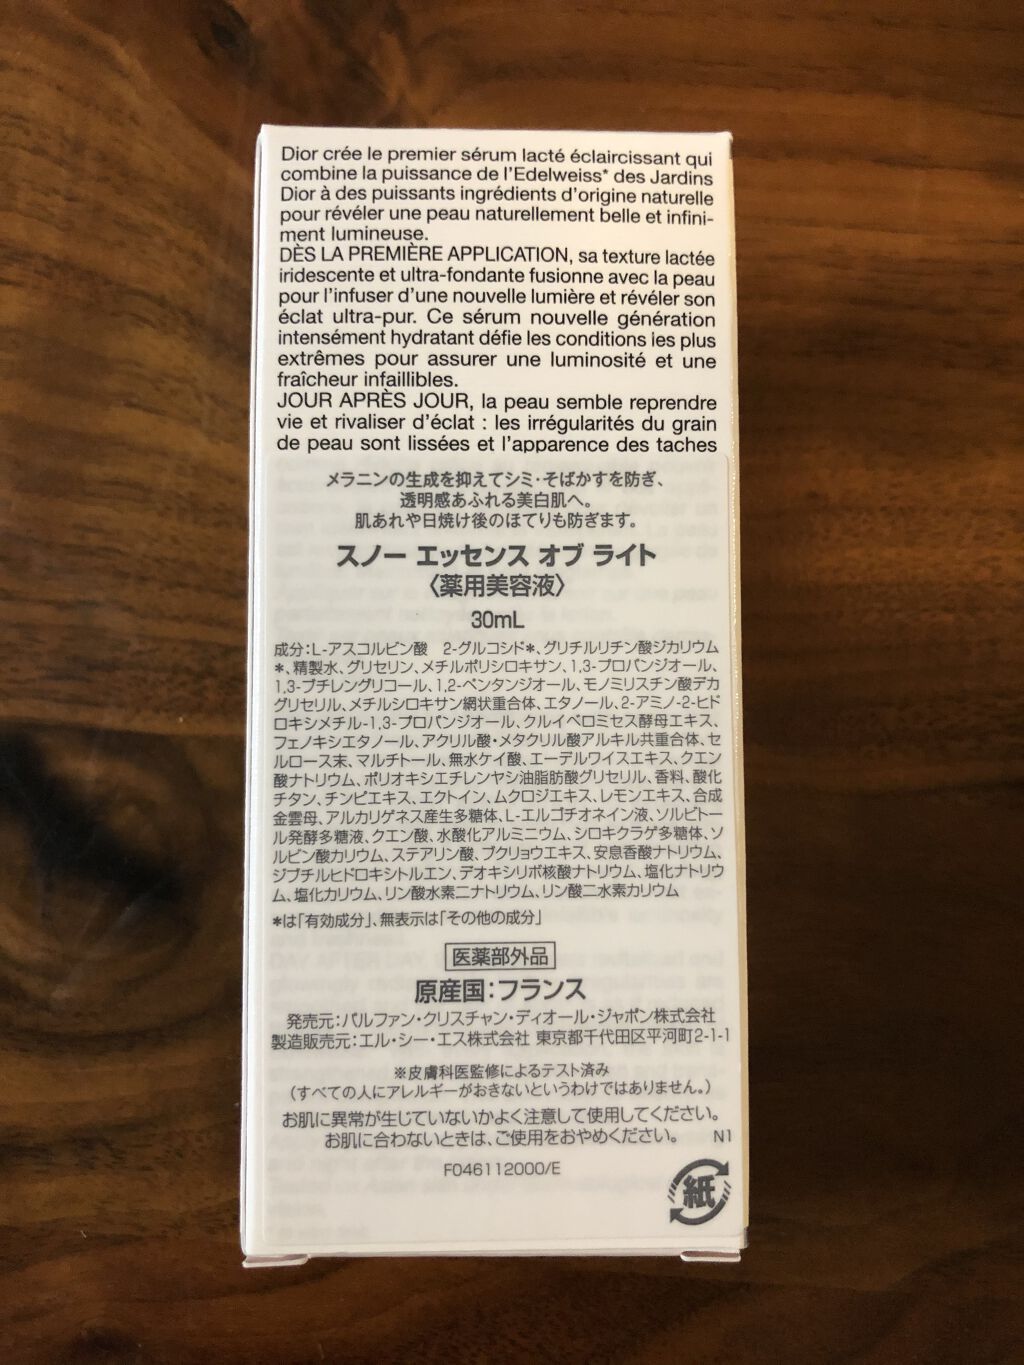 Dior crée le premier sérum lacté éclaircissant qui
combine la puissance de l'Edelweiss* des Jardins
Dior à des puissants ingrédients d'origine naturelle
pour révéler une peau naturellement belle et infini-
ment lumineuse.
DÈS LA PREMIÈRE APPLICATION, sa texture lactée
iridescente et ultra-fondante fusionne avec la peau
pour l'infuser d'une nouvelle lumière et révéler son
éclat ultra-pur. Ce sérum nouvelle génération
intensément hydratant défie les conditions les plus
extrêmes pour assurer une luminosité et une
fraîcheur infaillibles.
JOUR APRÈS JOUR, la peau semble reprendre
vie et rivaliser d'éclat : les irrégularités du grain
de peau sont lissées et l'apparence des taches
メラニンの生成を抑えてシミ・そばかすを防ぎ、
透明感あふれる美白肌へ。
肌あれや日焼け後のほてりも防ぎます。
スノー エッセンス オブ ライト
〈薬用美容液〉
30mL
成分：L-アスコルビン酸 2-グルコシド*、グリチルリチン酸ジカリウム
*、精製水、グリセリン、メチルポリシロキサン、1,3-プロパンジオール、
1,3-ブチレングリコール、1,2-ペンタンジオール、モノミリスチン酸デカ
グリセリル、メチルシロキサン網状重合体、エタノール、2-アミノ-2-ヒド
ロキシメチル-1,3-プロパンジオール、クルイベロミセス酵母エキス、
フェノキシエタノール、アクリル酸・メタクリル酸アルキル共重合体、セ
ルロース末、マルチトール、無水ケイ酸、エーデルワイスエキス、クエン
酸ナトリウム、ポリオキシエチレンヤシ油脂肪酸グリセリル、香料、酸化
チタン、チンピエキス、エクトイン、ムクロジエキス、レモンエキス、合成
金雲母、アルカリゲネス産生多糖体、L-エルゴチオネイン液、ソルビトー
ル発酵多糖液、クエン酸、水酸化アルミニウム、シロキクラゲ多糖体、ソ
ルビン酸カリウム、ステアリン酸、ブクリョウエキス、安息香酸ナトリウム、
ジブチルヒドロキシトルエン、デオキシリボ核酸ナトリウム、塩化ナトリウ
ム、塩化カリウム、リン酸水素二ナトリウム、リン酸二水素カリウム
*は「有効成分」、無表示は「その他の成分」
医薬部外品
原産国：フランス
発売元：パルファン・クリスチャン・ディオール・ジャポン株式会社
製造販売元：エル・シー・エス株式会社 東京都千代田区平河町2-1-1
※皮膚科医監修によるテスト済み
（すべての人にアレルギーがおきないというわけではありません。）
お肌に異常が生じていないかよく注意して使用してください。
お肌に合わないときは、ご使用をおやめください。 N1
F046112000/E
紙